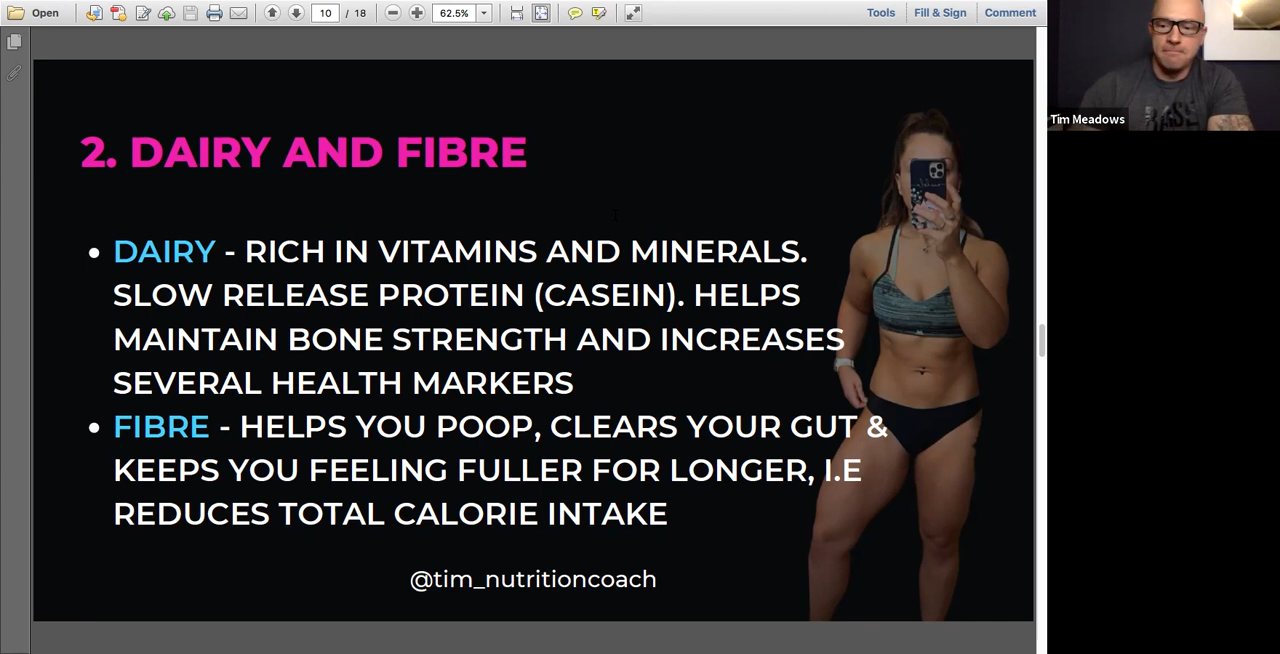 Open
10 / 18
62.5%
Tools
Fill & Sign
Comment
2. DAIRY AND FIBRE
• DAIRY - RICH IN VITAMINS AND MINERALS.
SLOW RELEASE PROTEIN (CASEIN). HELPS
MAINTAIN BONE STRENGTH AND INCREASES
SEVERAL HEALTH MARKERS
• FIBRE - HELPS YOU POOP, CLEARS YOUR GUT &
KEEPS YOU FEELING FULLER FOR LONGER, I.E
REDUCES TOTAL CALORIE INTAKE
@tim_nutritioncoach
Tim Meadows